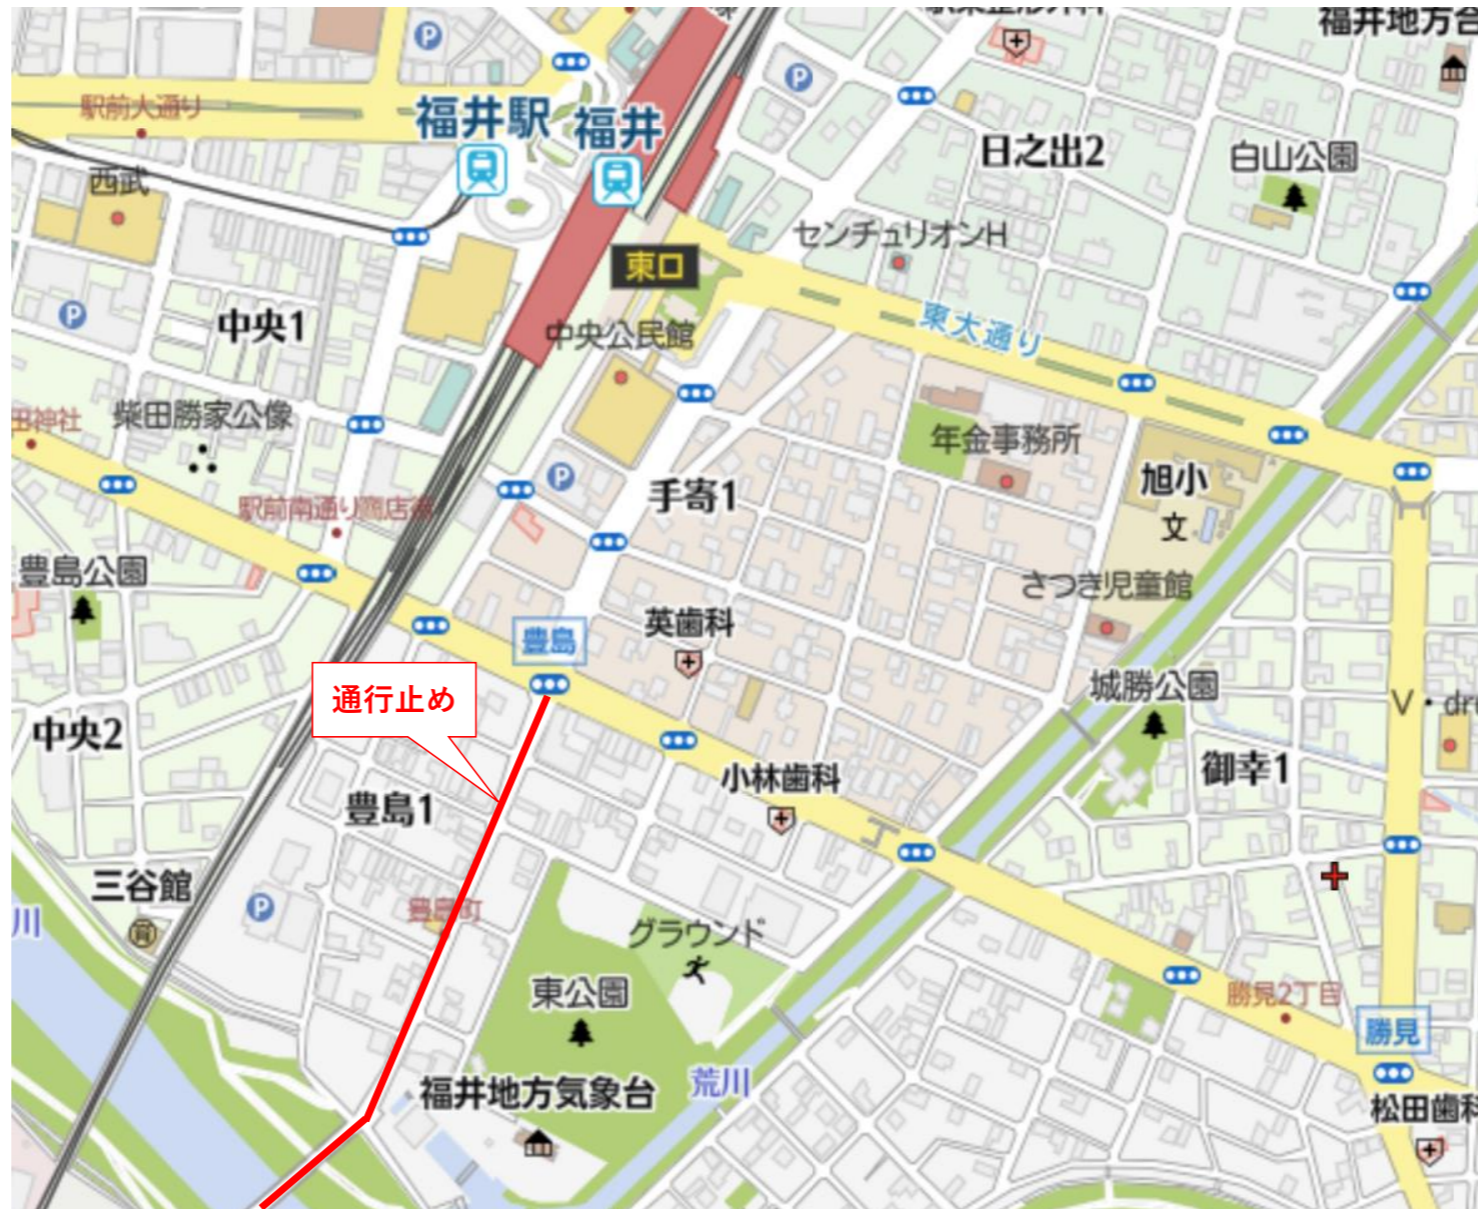 福井地方
P
駅前大通り
福井駅
福井
P
日之出2
白山公園
西武
センチュリオンH
東口
P
中央1
中央公民館
東大通り
柴田勝家公像
田神社
年金事務所
旭小
文
P
手寄1
駅前南通り商店街
豊島公園
さつき児童館
英歯科
豊島
城勝公園
通行止め
V・dru
中央2
小林歯科
御幸1
豊島1
三谷館
P
川
豊島町
グラウンド
東公園
勝見2丁目
勝見
荒川
福井地方気象台
松田歯科